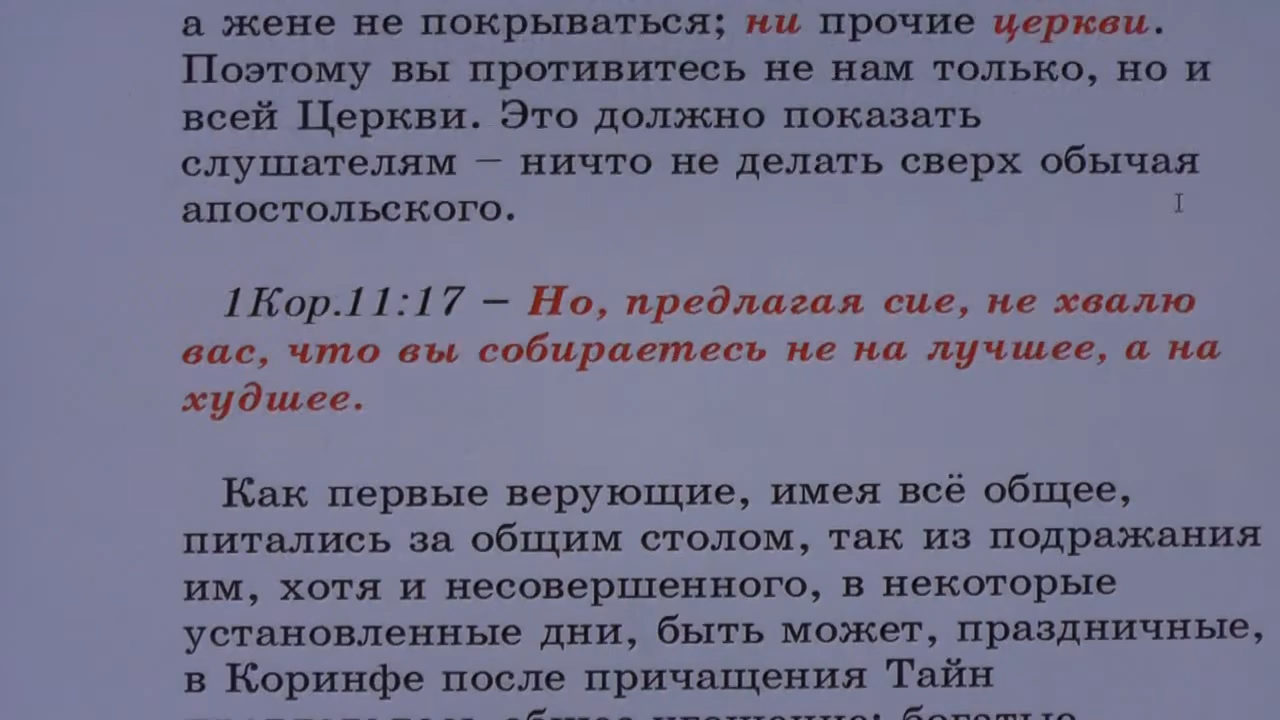 а жене не покрываться; ни прочие церкви.
Поэтому вы противитесь не нам только, но и
всей Церкви. Это должно показать
слушателям – ничто не делать сверх обычая
апостольского.
1Кор.11:17 – Но, предлагая сие, не хвалю
вас, что вы собираетесь не на лучшее, а на
худшее.
Как первые верующие, имея всё общее,
питались за общим столом, так из подражания
им, хотя и несовершенного, в некоторые
установленные дни, быть может, праздничные,
в Коринфе после причащения Тайн